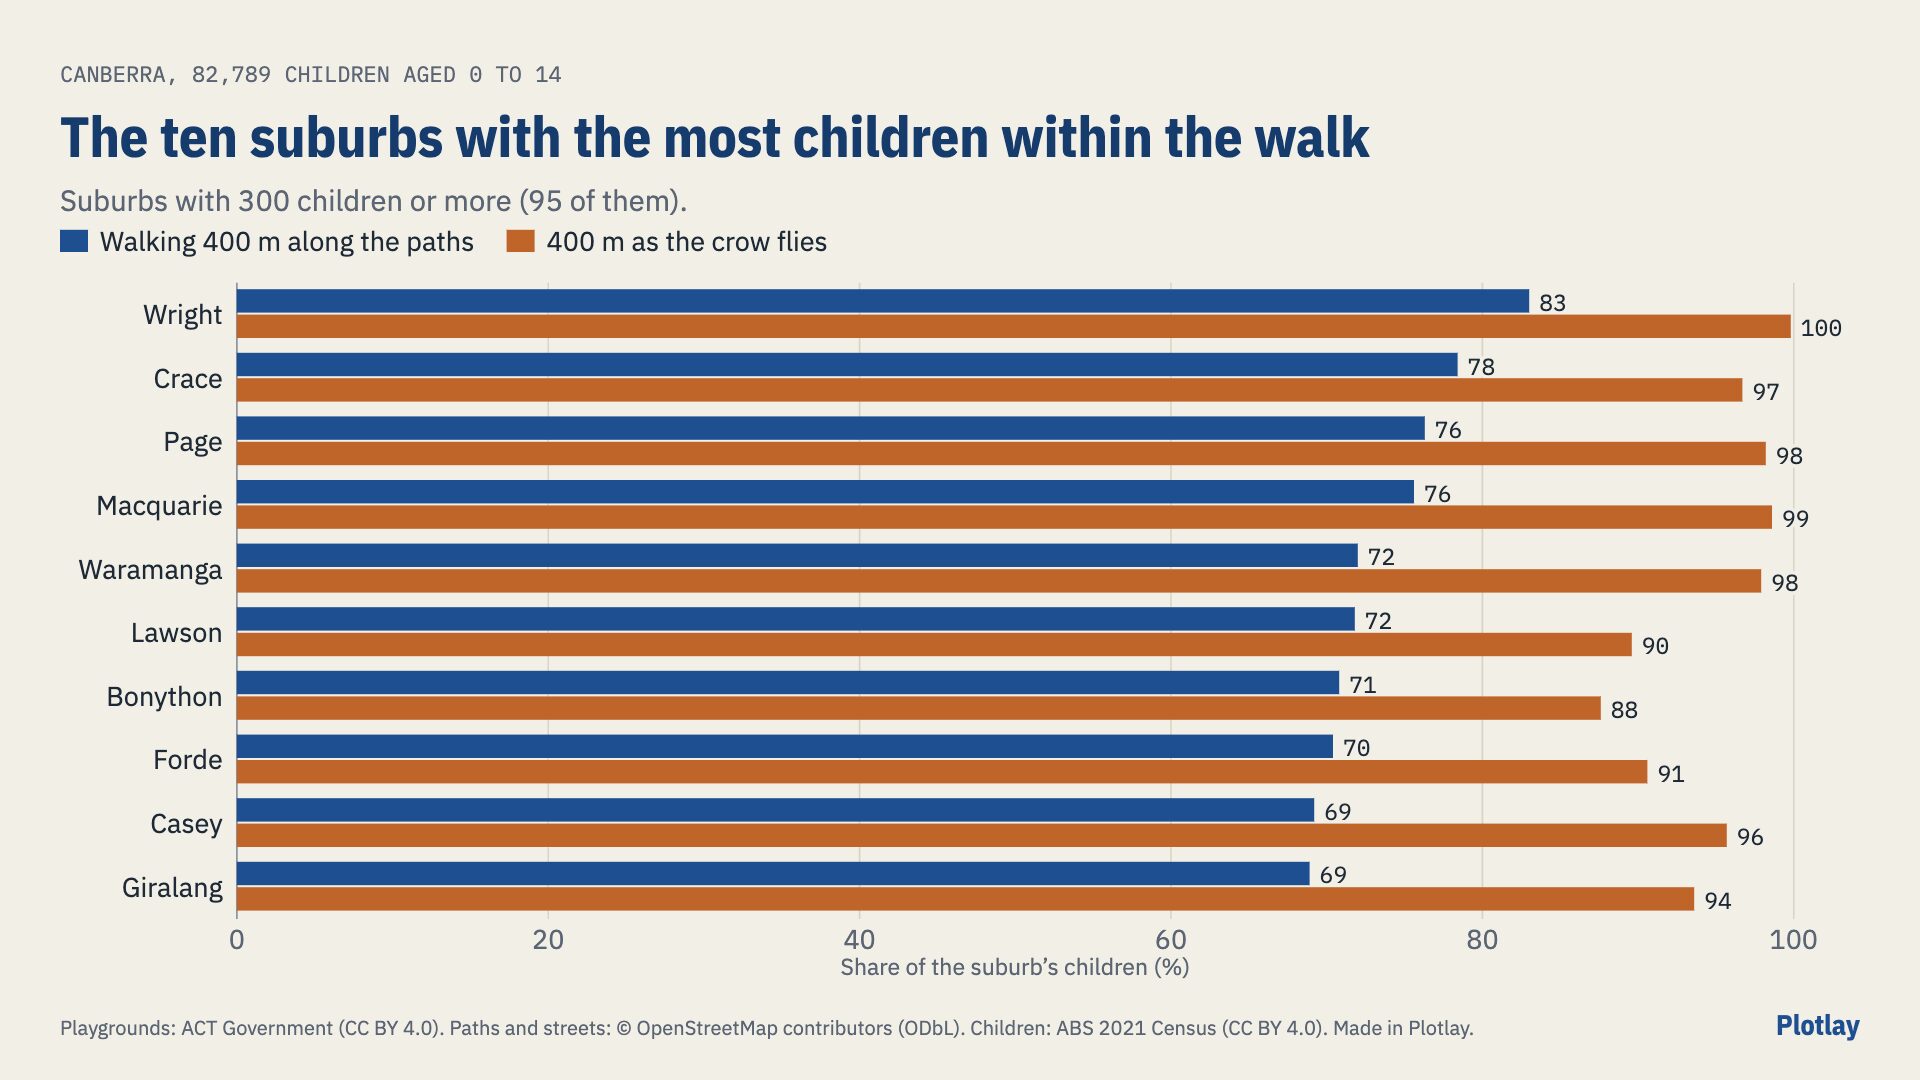 CANBERRA, 82,789 CHILDREN AGED 0 TO 14
The ten suburbs with the most children within the walk
Suburbs with 300 children or more (95 of them).
Walking 400 m along the paths 400 m as the crow flies
Wright 83
100
Crace 78
97
Page 76
98
Macquarie 76
99
Waramanga 72
98
Lawson 72
90
Bonython 71
88
Forde 70
91
Casey 69
96
Giralang 69
94
0 20 40 60 80 100
Share of the suburb’s children (%)
Playgrounds: ACT Government (CC BY 4.0). Paths and streets: © OpenStreetMap contributors (ODbL). Children: ABS 2021 Census (CC BY 4.0). Made in Plotlay.
Plotlay